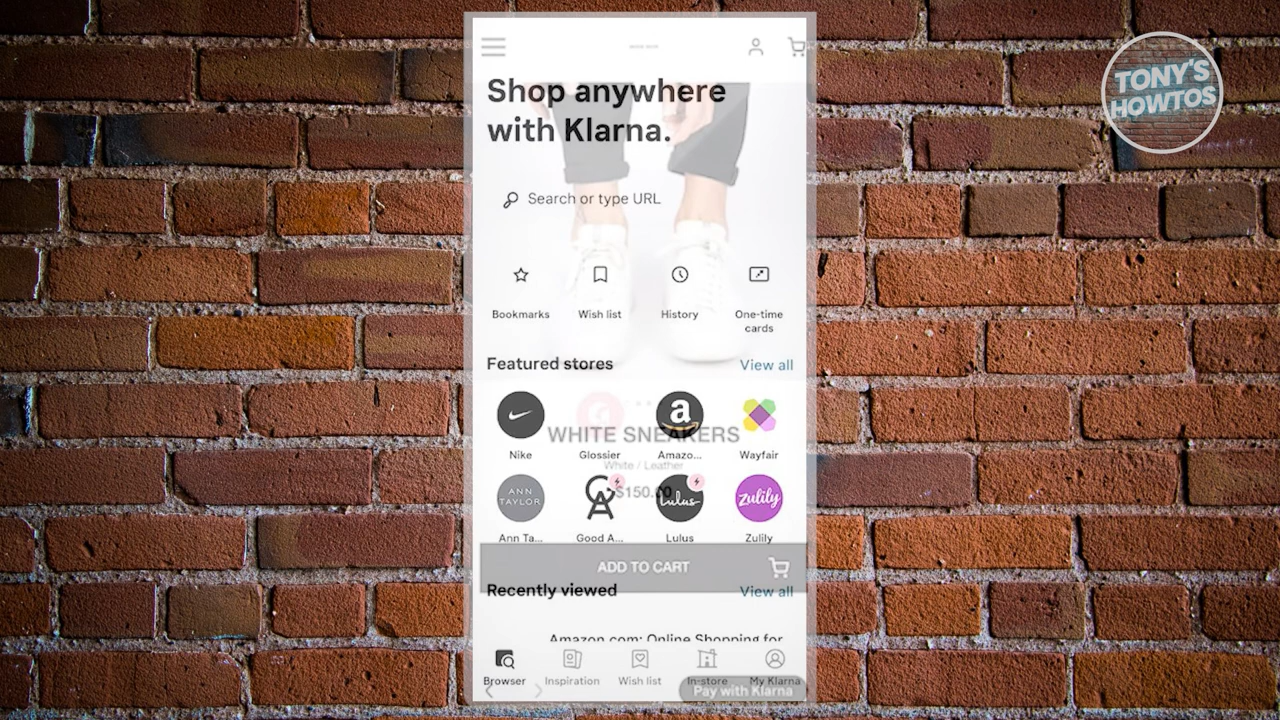 TONY'S
HOWTOS
Shop anywhere
with Klarna.
Search or type URL
Bookmarks
Wish list
History
One-time
cards
Featured stores
View all
a
WHITE SNEAKERS
Nike
Glossier
Amazo...
Wayfair
White / Leather
ANN
TAYLOR
$150.00
Lulus
Zulily
Ann Ta...
Good A...
Lulus
Zulily
ADD TO CART
Recently viewed
View all
Amazon.com: Online Shopping for
Browser
Inspiration
Wish list
In-store
My Klarna
Pay with Klarna